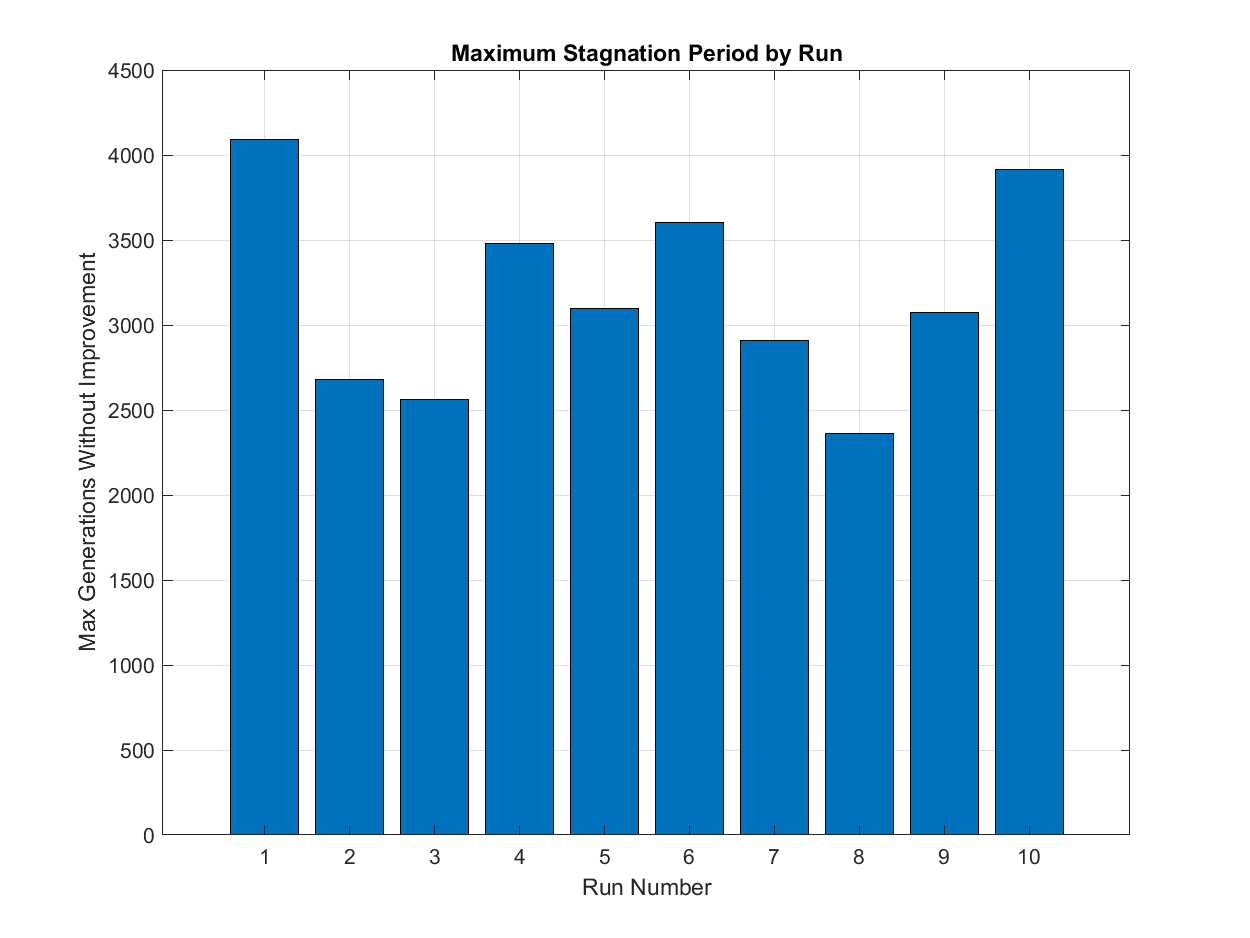 Maximum Stagnation Period by Run
4500
4000
3500
3000
2500
2000
1500
1000
500
0
Max Generations Without Improvement
1 2 3 4 5 6 7 8 9 10
Run Number